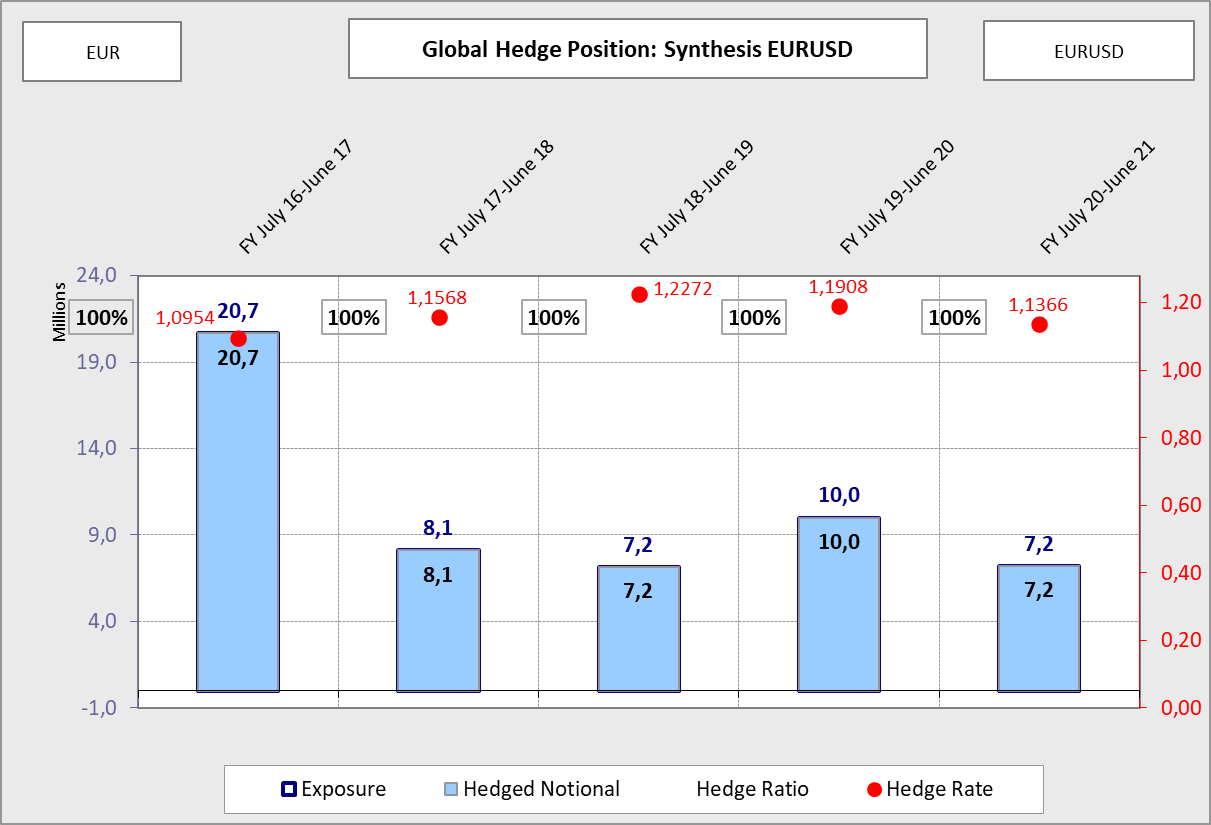 EUR
Global Hedge Position: Synthesis EURUSD
EURUSD
FY July 16-June 17
FY July 17-June 18
FY July 18-June 19
FY July 19-June 20
FY July 20-June 21
Millions
24,0
19,0
14,0
9,0
4,0
-1,0
100%
100%
100%
100%
100%
1,0954
1,1568
1,2272
1,1908
1,1366
20,7
20,7
8,1
8,1
7,2
7,2
10,0
10,0
7,2
7,2
1,20
1,00
0,80
0,60
0,40
0,20
0,00
Exposure
Hedged Notional
Hedge Ratio
Hedge Rate